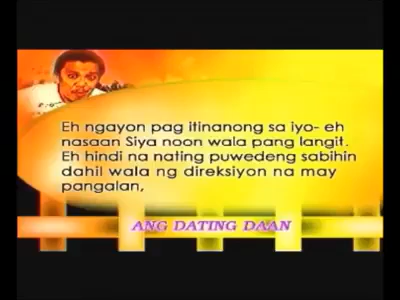 Eh ngayon pag itinanong sa iyo- eh
nasaan Siya noon wala pang langit.
Eh hindi na nating puwedeng sabihin
dahil wala ng direksiyon na may
pangalan,
ANG DATING DAAN